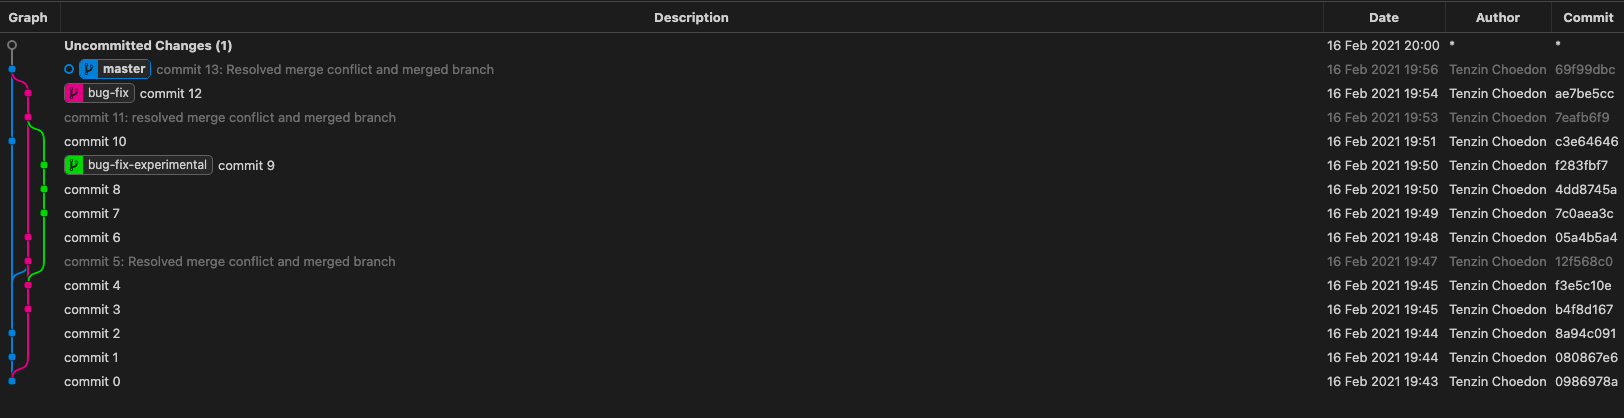 Graph Description Date Author Commit
Uncommitted Changes (1) 16 Feb 2021 20:00 * *
master commit 13: Resolved merge conflict and merged branch 16 Feb 2021 19:56 Tenzin Choedon 69f99dbc
bug-fix commit 12 16 Feb 2021 19:54 Tenzin Choedon ae7be5cc
commit 11: resolved merge conflict and merged branch 16 Feb 2021 19:53 Tenzin Choedon 7eafb6f9
commit 10 16 Feb 2021 19:51 Tenzin Choedon c3e64646
bug-fix-experimental commit 9 16 Feb 2021 19:50 Tenzin Choedon f283fbf7
commit 8 16 Feb 2021 19:50 Tenzin Choedon 4dd8745a
commit 7 16 Feb 2021 19:49 Tenzin Choedon 7c0aea3c
commit 6 16 Feb 2021 19:48 Tenzin Choedon 05a4b5a4
commit 5: Resolved merge conflict and merged branch 16 Feb 2021 19:47 Tenzin Choedon 12f568c0
commit 4 16 Feb 2021 19:45 Tenzin Choedon f3e5c10e
commit 3 16 Feb 2021 19:45 Tenzin Choedon b4f8d167
commit 2 16 Feb 2021 19:44 Tenzin Choedon 8a94c091
commit 1 16 Feb 2021 19:44 Tenzin Choedon 080867e6
commit 0 16 Feb 2021 19:43 Tenzin Choedon 0986978a